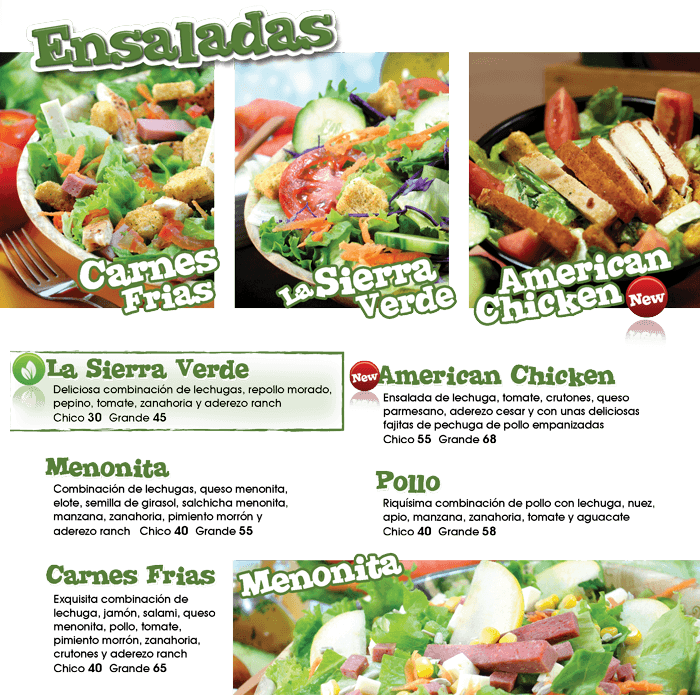 Ensaladas
Carnes
Frias
La Sierra
Verde
American
Chicken
New
La Sierra Verde
Deliciosa combinación de lechugas, repollo morado,
pepino, tomate, zanahoria y aderezo ranch
Chico 30 Grande 45
Menonita
Combinación de lechugas, queso menonita,
elote, semilla de girasol, salchicha menonita,
manzana, zanahoria, pimiento morrón y
aderezo ranch Chico 40 Grande 55
Carnes Frias
Exquisita combinación de
lechuga, jamón, salami, queso
menonita, pollo, tomate,
pimiento morrón, zanahoria,
crutones y aderezo ranch
Chico 40 Grande 65
New
American Chicken
Ensalada de lechuga, tomate, crutones, queso
parmesano, aderezo cesar y con unas deliciosas
fajitas de pechuga de pollo empanizadas
Chico 55 Grande 68
Pollo
Riquísima combinación de pollo con lechuga, nuez,
apio, manzana, zanahoria, tomate y aguacate
Chico 40 Grande 58
Menonita